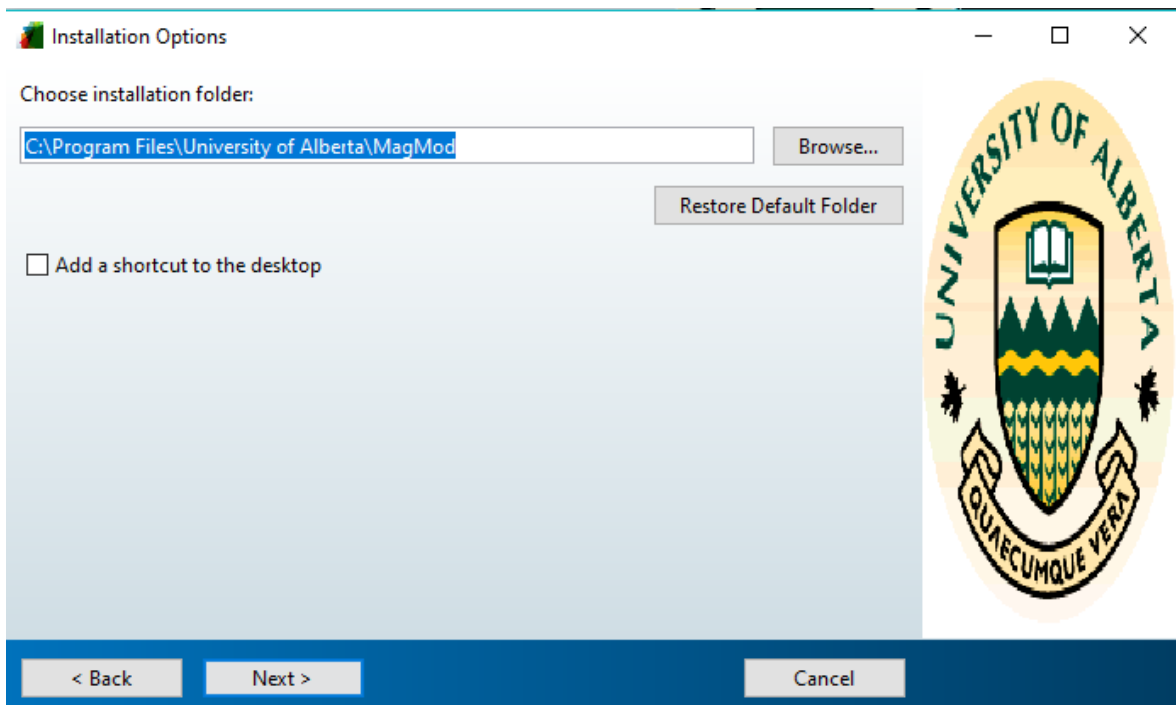 Installation Options
Choose installation folder:
C:\Program Files\University of Alberta\MagMod
Browse...
Restore Default Folder
Add a shortcut to the desktop
UNIVERSITY OF ALBERTA
QUAECUMQUE VERA
< Back
Next >
Cancel